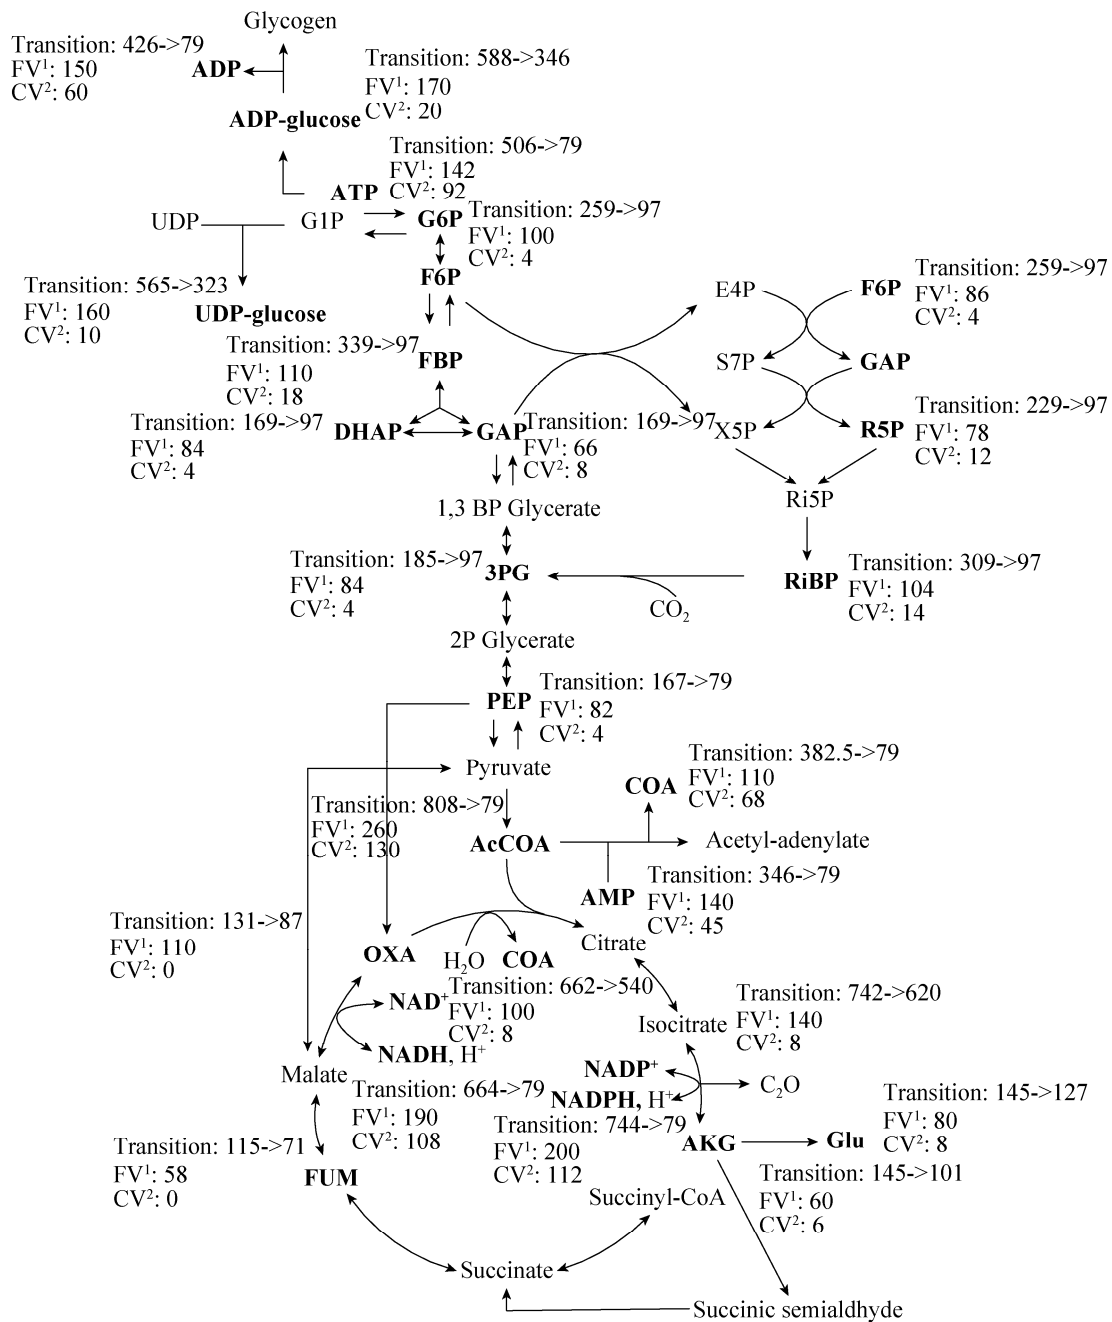 Glycogen
Transition: 426->79
FV¹: 150
CV²: 60
ADP
Transition: 588->346
FV¹: 170
CV²: 20
ADP-glucose
Transition: 506->79
FV¹: 142
CV²: 92
ATP
UDP
G1P
G6P
Transition: 259->97
FV¹: 100
CV²: 4
F6P
Transition: 565->323
FV¹: 160
CV²: 10
UDP-glucose
E4P
F6P
Transition: 259->97
FV¹: 86
CV²: 4
Transition: 339->97
FV¹: 110
CV²: 18
FBP
S7P
GAP
Transition: 169->97
FV¹: 84
CV²: 4
DHAP
GAP
Transition: 169->97
FV¹: 66
CV²: 8
X5P
R5P
Transition: 229->97
FV¹: 78
CV²: 12
Ri5P
1,3 BP Glycerate
Transition: 185->97
FV¹: 84
CV²: 4
3PG
CO₂
RiBP
Transition: 309->97
FV¹: 104
CV²: 14
2P Glycerate
PEP
Transition: 167->79
FV¹: 82
CV²: 4
Pyruvate
Transition: 382.5->79
FV¹: 110
CV²: 68
COA
Transition: 808->79
FV¹: 260
CV²: 130
AcCOA
Acetyl-adenylate
AMP
Transition: 346->79
FV¹: 140
CV²: 45
Transition: 131->87
FV¹: 110
CV²: 0
OXA
H₂O
COA
Citrate
NAD⁺
Transition: 662->540
FV¹: 100
CV²: 8
NADH, H⁺
Isocitrate
Transition: 742->620
FV¹: 140
CV²: 8
Malate
Transition: 664->79
FV¹: 190
CV²: 108
NADP⁺
NADPH, H⁺
C₂O
Transition: 744->79
FV¹: 200
CV²: 112
AKG
Glu
Transition: 145->127
FV¹: 80
CV²: 8
Transition: 115->71
FV¹: 58
CV²: 0
FUM
Transition: 145->101
FV¹: 60
CV²: 6
Succinyl-CoA
Succinate
Succinic semialdhyde